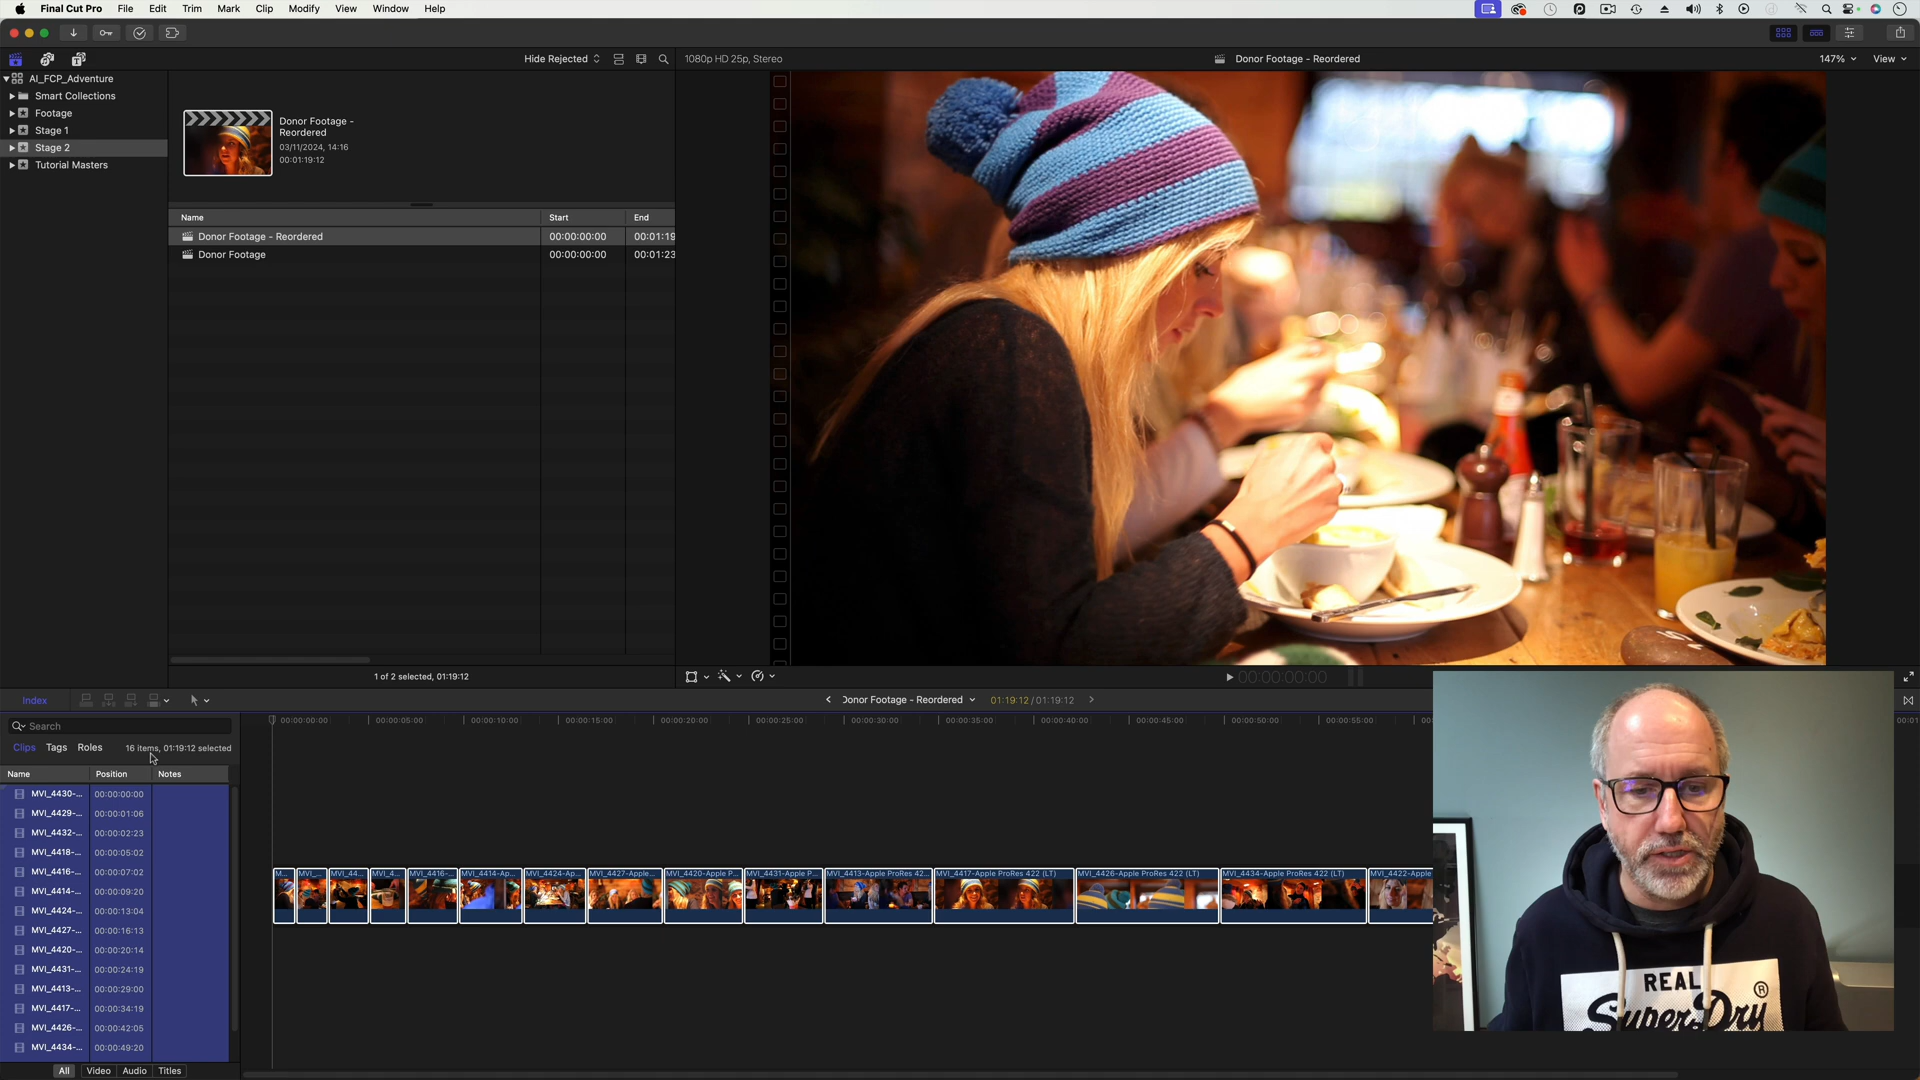 Final Cut Pro File Edit Trim Mark Clip Modify View Window Help
Hide Rejected
1080p HD 25p, Stereo
Donor Footage - Reordered
147%
View
AI_FCP_Adventure
Smart Collections
Footage
Stage 1
Stage 2
Tutorial Masters
Donor Footage -
Reordered
03/11/2024, 14:16
00:01:19:12
Name Start End
Donor Footage - Reordered 00:00:00:00 00:01:19
Donor Footage 00:00:00:00 00:01:23
1 of 2 selected, 01:19:12
00:00:00:00
Index
Donor Footage - Reordered
01:19:12 / 01:19:12
Search
Clips Tags Roles 16 items, 01:19:12 selected
Name Position Notes
MVI_4430-... 00:00:00:00
MVI_4429-... 00:00:01:06
MVI_4432-... 00:00:02:23
MVI_4418-... 00:00:05:02
MVI_4416-... 00:00:07:02
MVI_4414-... 00:00:09:20
MVI_4424-... 00:00:13:04
MVI_4427-... 00:00:16:13
MVI_4420-... 00:00:20:14
MVI_4431-... 00:00:24:19
MVI_4413-... 00:00:29:00
MVI_4417-... 00:00:34:19
MVI_4426-... 00:00:42:05
MVI_4434-... 00:00:49:20
All Video Audio Titles
00:00:00:00 00:00:05:00 00:00:10:00 00:00:15:00 00:00:20:00 00:00:25:00 00:00:30:00 00:00:35:00 00:00:40:00 00:00:45:00 00:00:50:00 00:00:55:00 00:01
M... MVI_... MVI_44... MVI_4... MVI_4416-... MVI_4414-Ap... MVI_4424-Ap... MVI_4427-Apple... MVI_4420-Apple P... MVI_4431-Apple P... MVI_4413-Apple ProRes 42... MVI_4417-Apple ProRes 422 (LT) MVI_4426-Apple ProRes 422 (LT) MVI_4434-Apple ProRes 422 (LT) MVI_4422-Apple
REAL
SuperDry
®